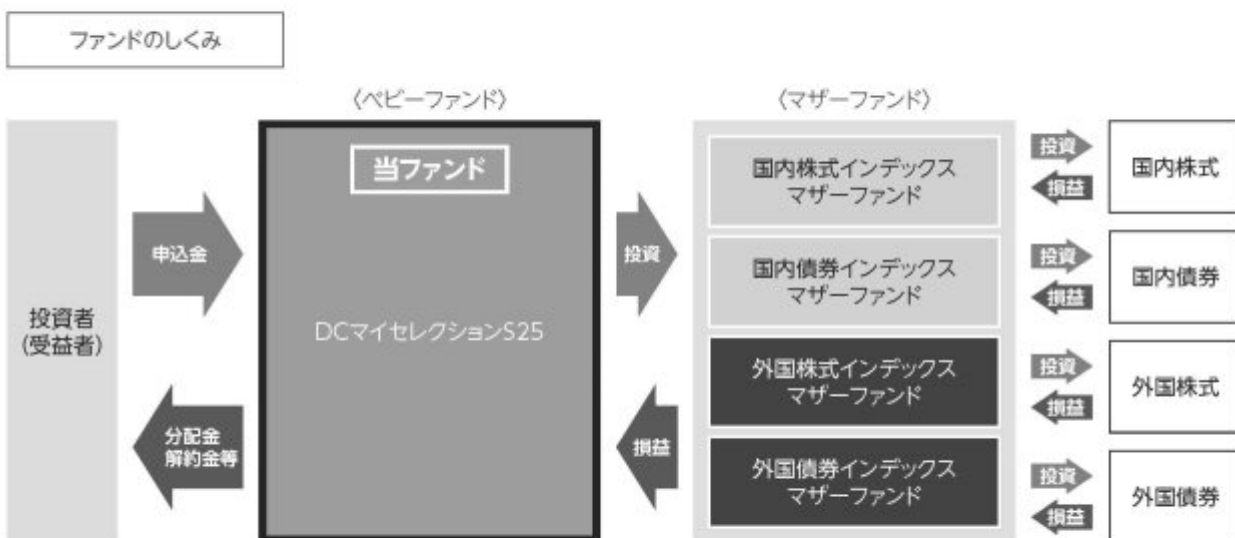 ファンドのしくみ
〈ベビーファンド〉
〈マザーファンド〉
投資者
(受益者)
申込金
分配金
解約金等
当ファンド
DCマイセレクションS25
投資
損益
国内株式インデックス
マザーファンド
国内債券インデックス
マザーファンド
外国株式インデックス
マザーファンド
外国債券インデックス
マザーファンド
投資
損益
国内株式
投資
損益
国内債券
投資
損益
外国株式
投資
損益
外国債券